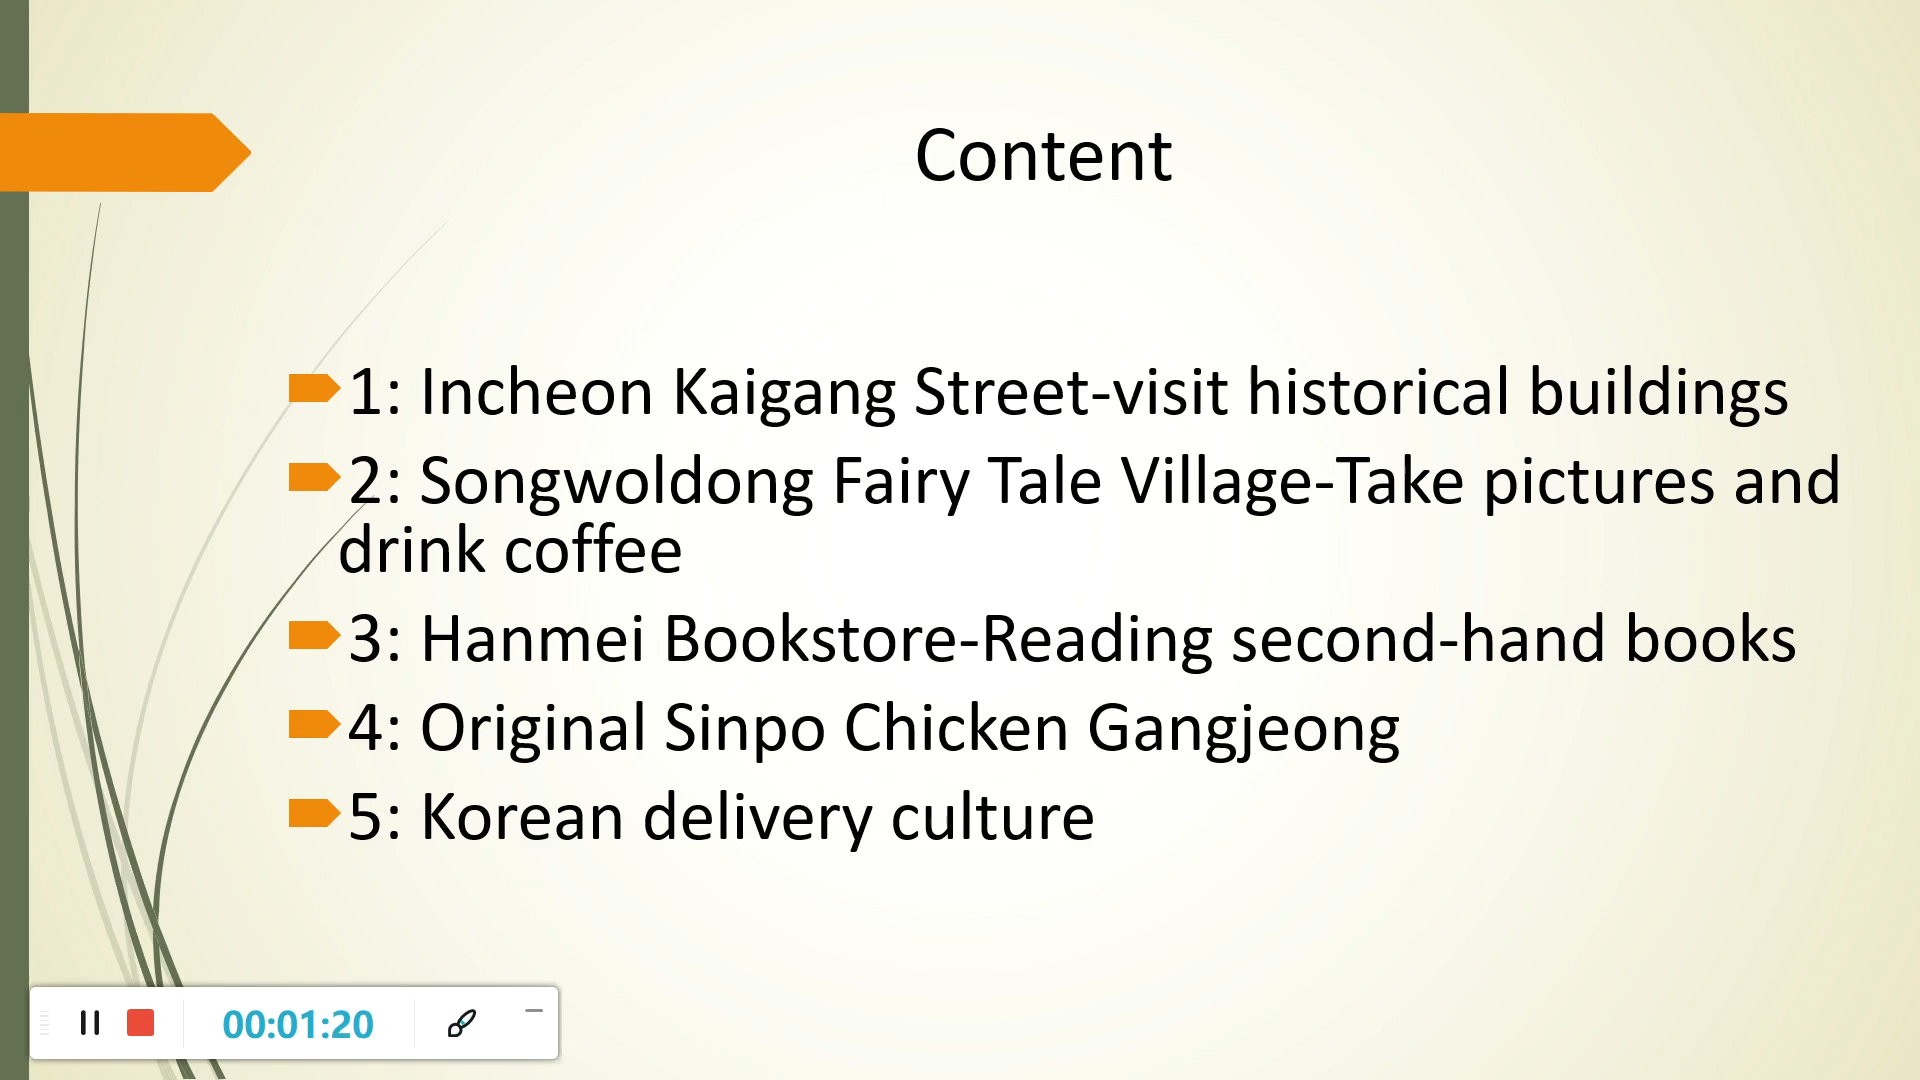 Content
1: Incheon Kaigang Street-visit historical buildings
2: Songwoldong Fairy Tale Village-Take pictures and
drink coffee
3: Hanmei Bookstore-Reading second-hand books
4: Original Sinpo Chicken Gangjeong
5: Korean delivery culture
00:01:20